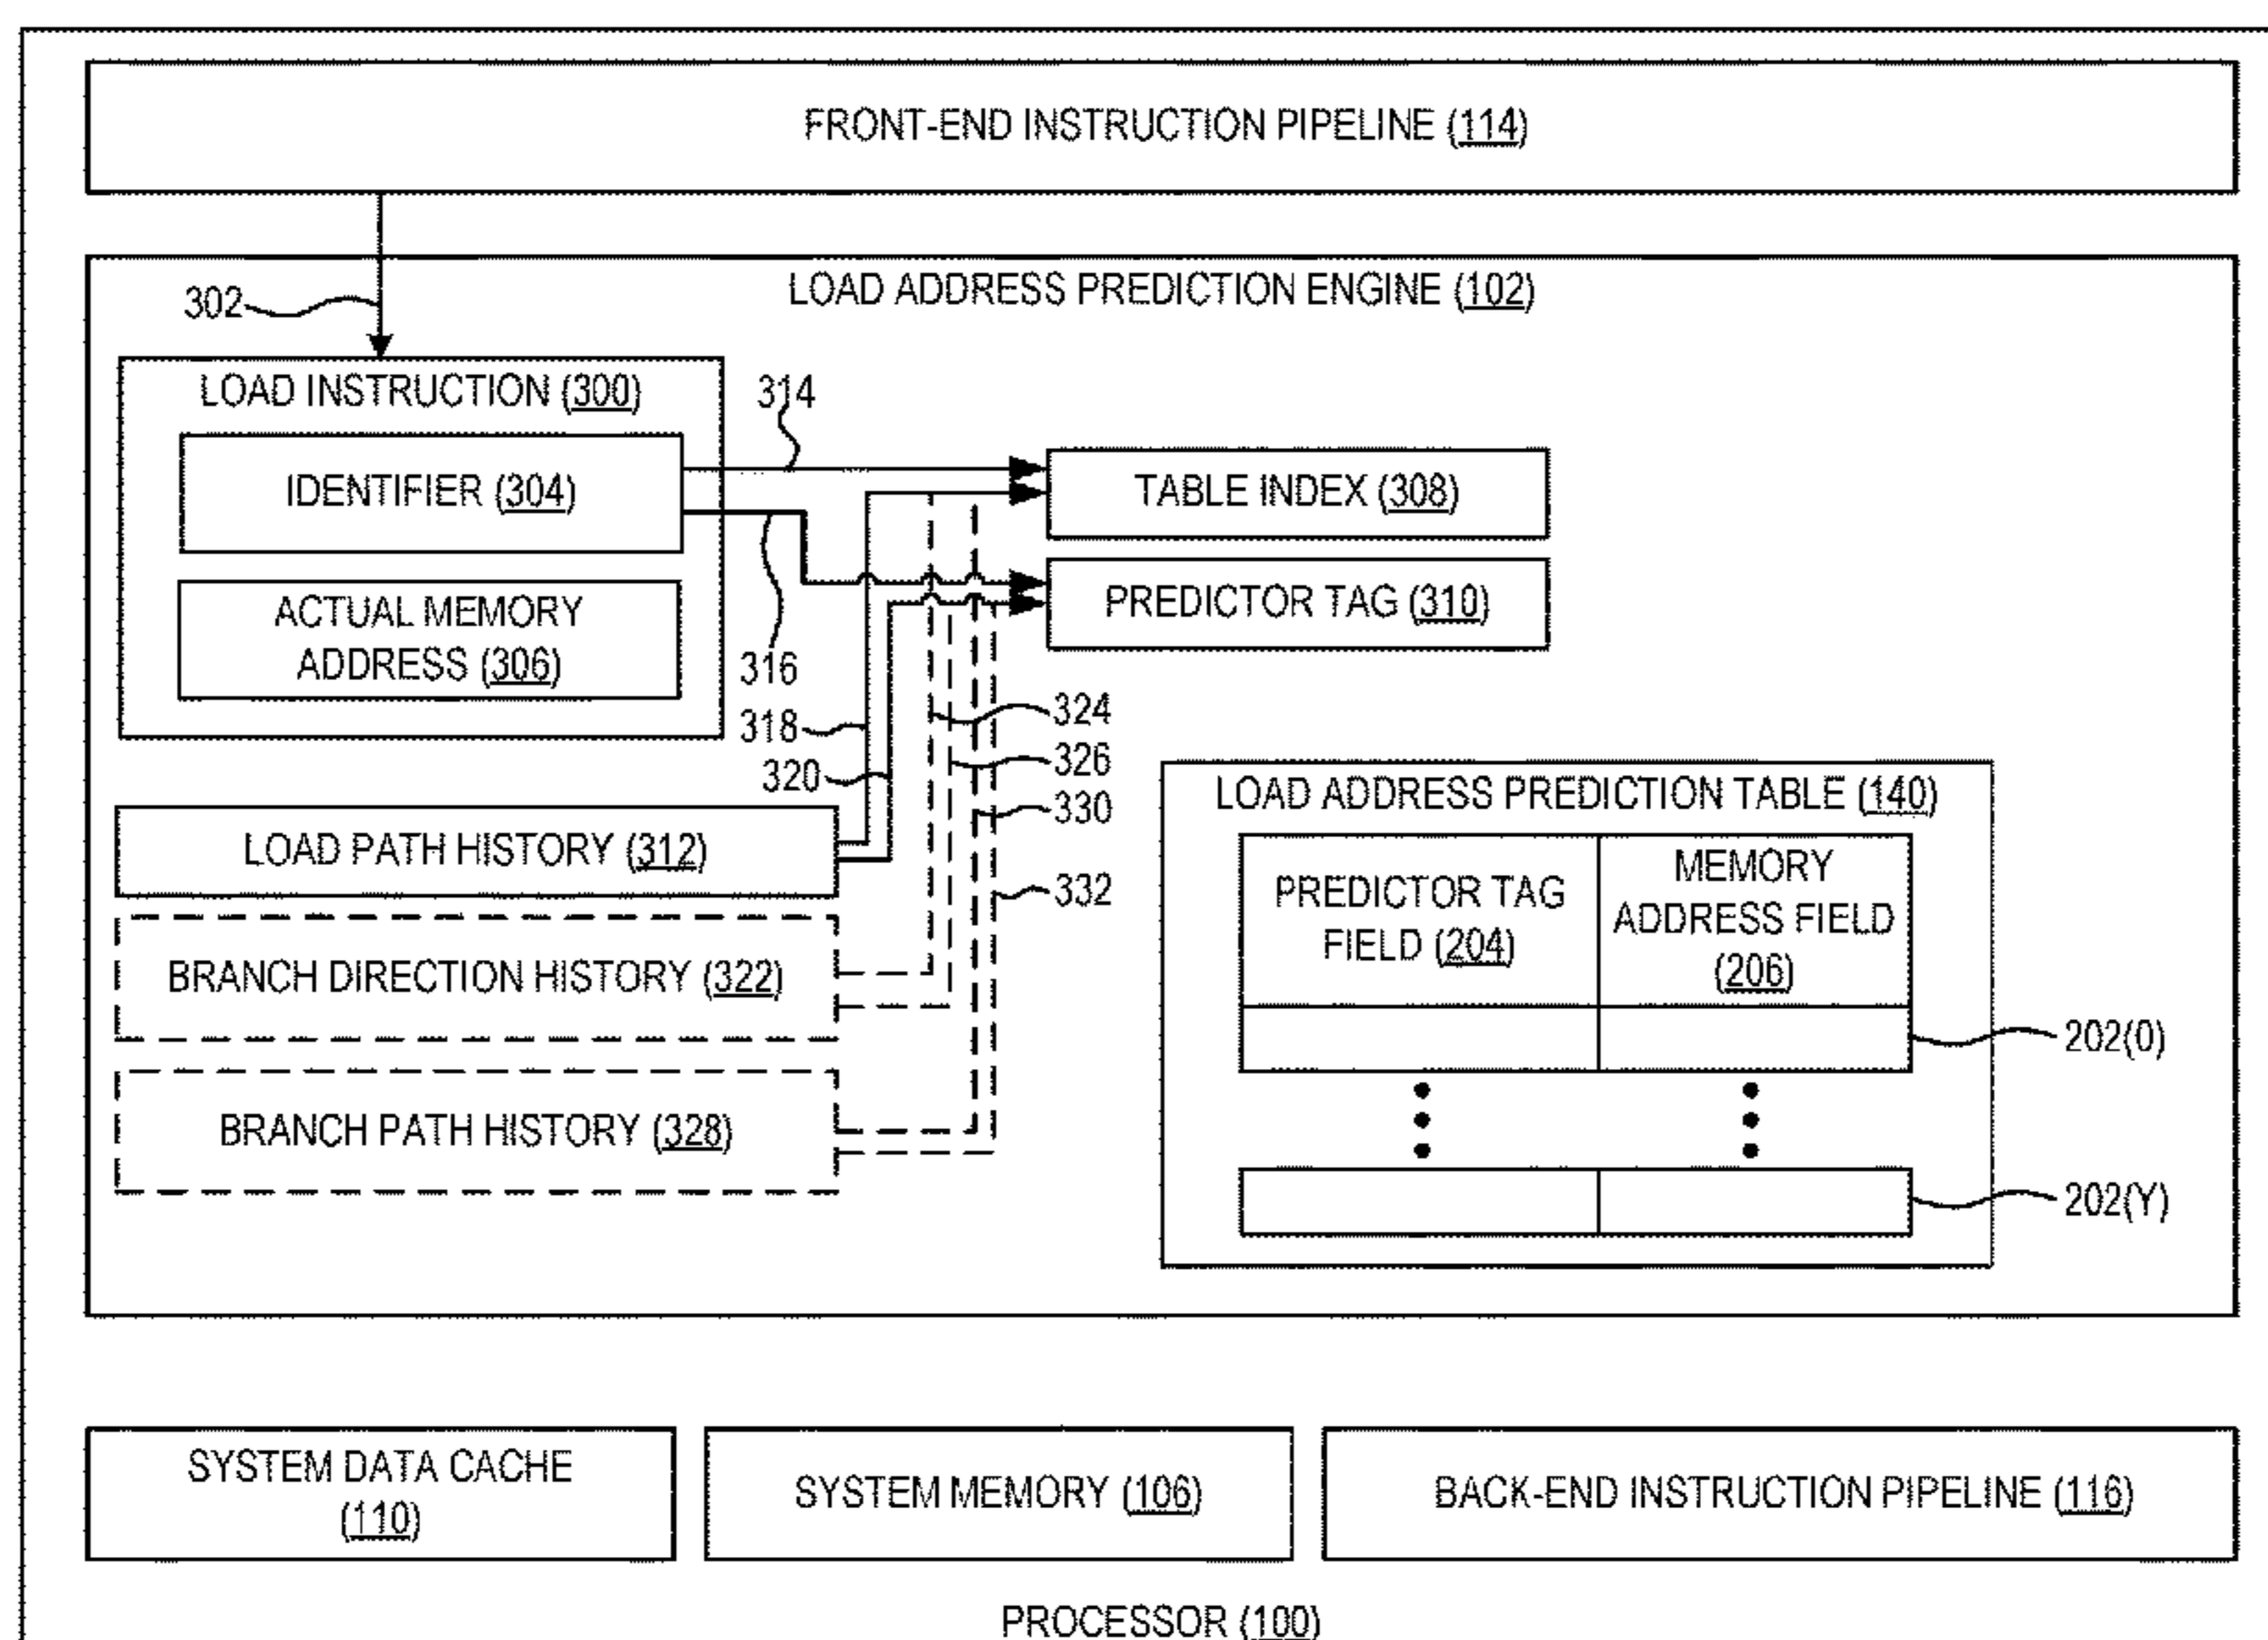 FRONT-END INSTRUCTION PIPELINE (114)
LOAD ADDRESS PREDICTION ENGINE (102)
302
LOAD INSTRUCTION (300)
314
IDENTIFIER (304)
TABLE INDEX (308)
ACTUAL MEMORY
ADDRESS (306)
PREDICTOR TAG (310)
316
318
324
320
326
330
332
LOAD PATH HISTORY (312)
BRANCH DIRECTION HISTORY (322)
BRANCH PATH HISTORY (328)
LOAD ADDRESS PREDICTION TABLE (140)
PREDICTOR TAG
FIELD (204)
MEMORY
ADDRESS FIELD
(206)
202(0)
202(Y)
SYSTEM DATA CACHE
(110)
SYSTEM MEMORY (106)
BACK-END INSTRUCTION PIPELINE (116)
PROCESSOR (100)